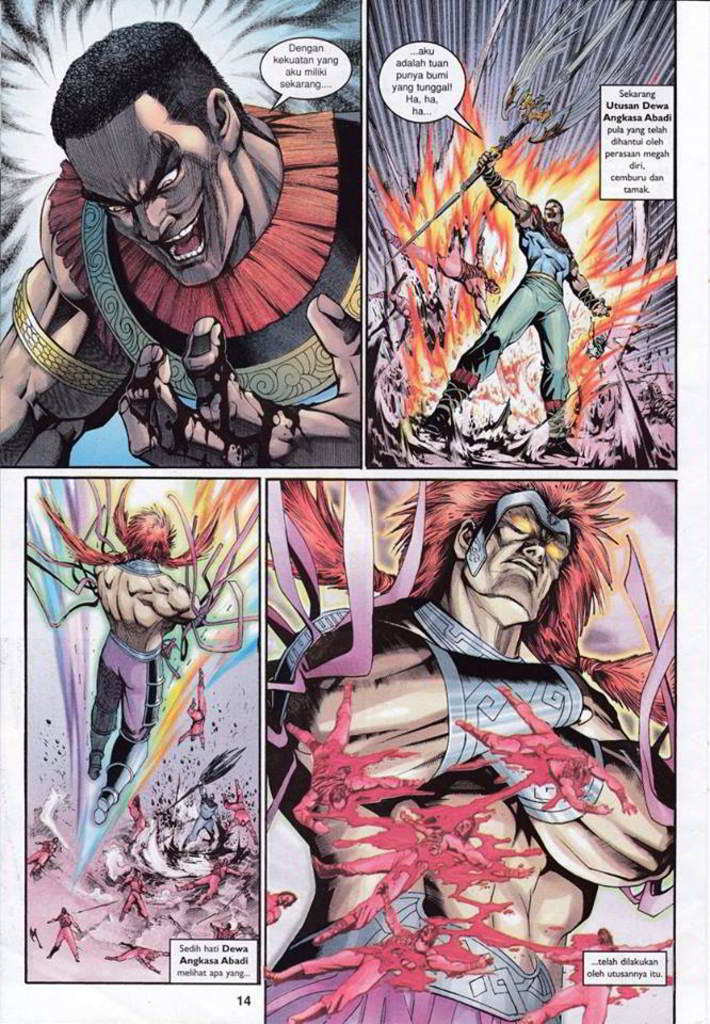 Dengan
kekuatan yang
aku miliki
sekarang....
...aku
adalah tuan
punya bumi
yang tunggal!
Ha, ha,
ha...
Sekarang
Utusan Dewa
Angkasa Abadi
pula yang telah
dihantui oleh
perasaan megah
diri,
cemburu dan
tamak.
Sedih hati Dewa
Angkasa Abadi
melihat apa yang...
...telah dilakukan
oleh utusannya itu.
14